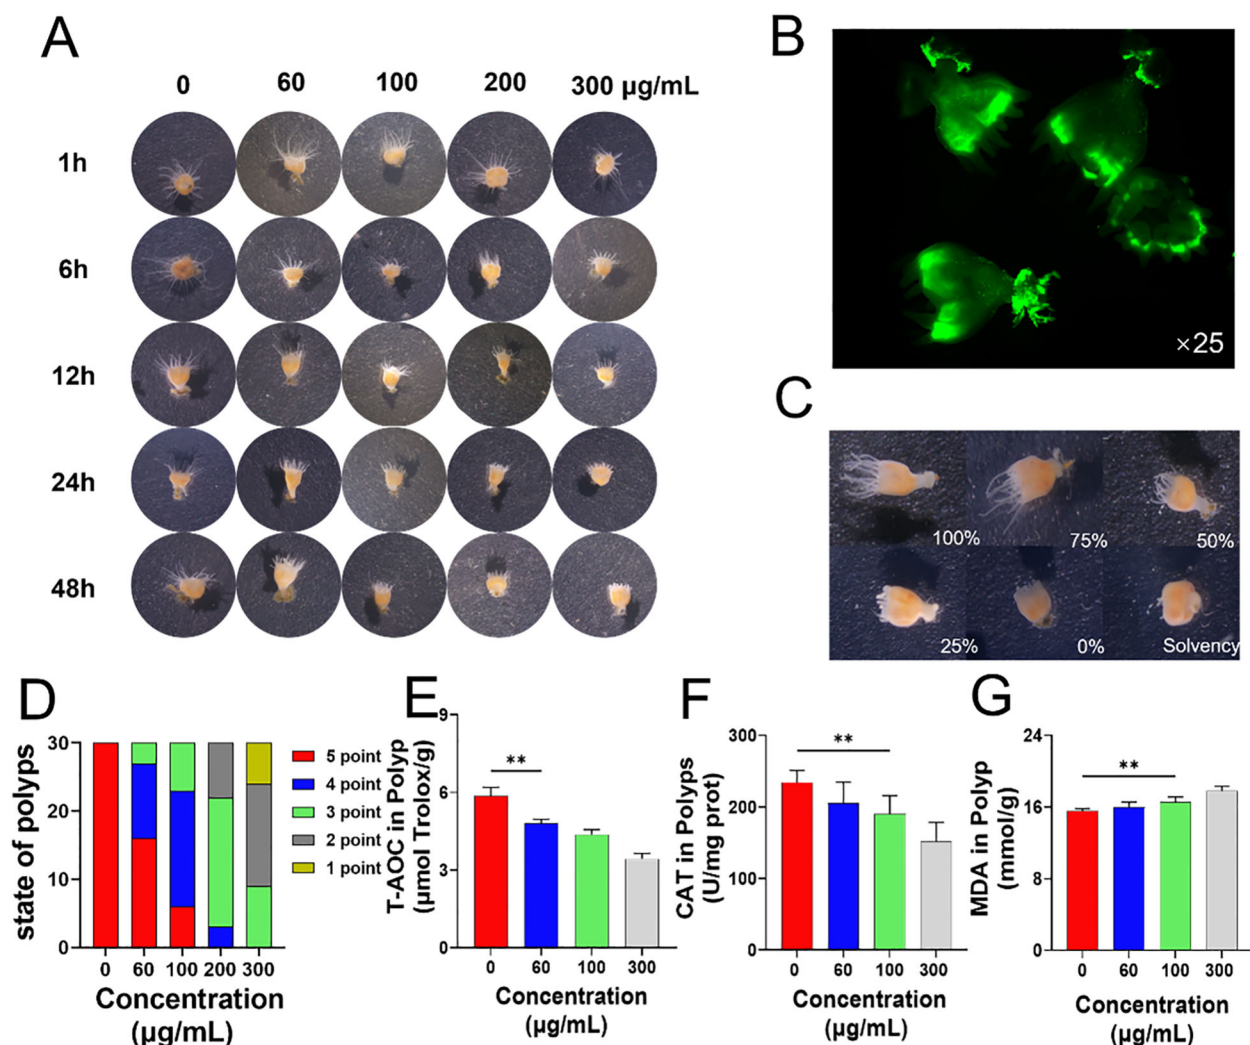 A
0 60 100 200 300 µg/mL
1h
6h
12h
24h
48h
B
×25
C
100% 75% 50%
25% 0% Solvency
D
state of polyps
30
20
10
0
0 60 100 200 300
Concentration
(µg/mL)
5 point
4 point
3 point
2 point
1 point
E
T-AOC in Polyp
(µmol Trolox/g)
9
6
3
0
**
0 60 100 300
Concentration
(µg/mL)
F
CAT in Polyps
(U/mg prot)
300
200
100
0
**
0 60 100 300
Concentration
(µg/mL)
G
MDA in Polyp
(mmol/g)
24
16
8
0
**
0 60 100 300
Concentration
(µg/mL)